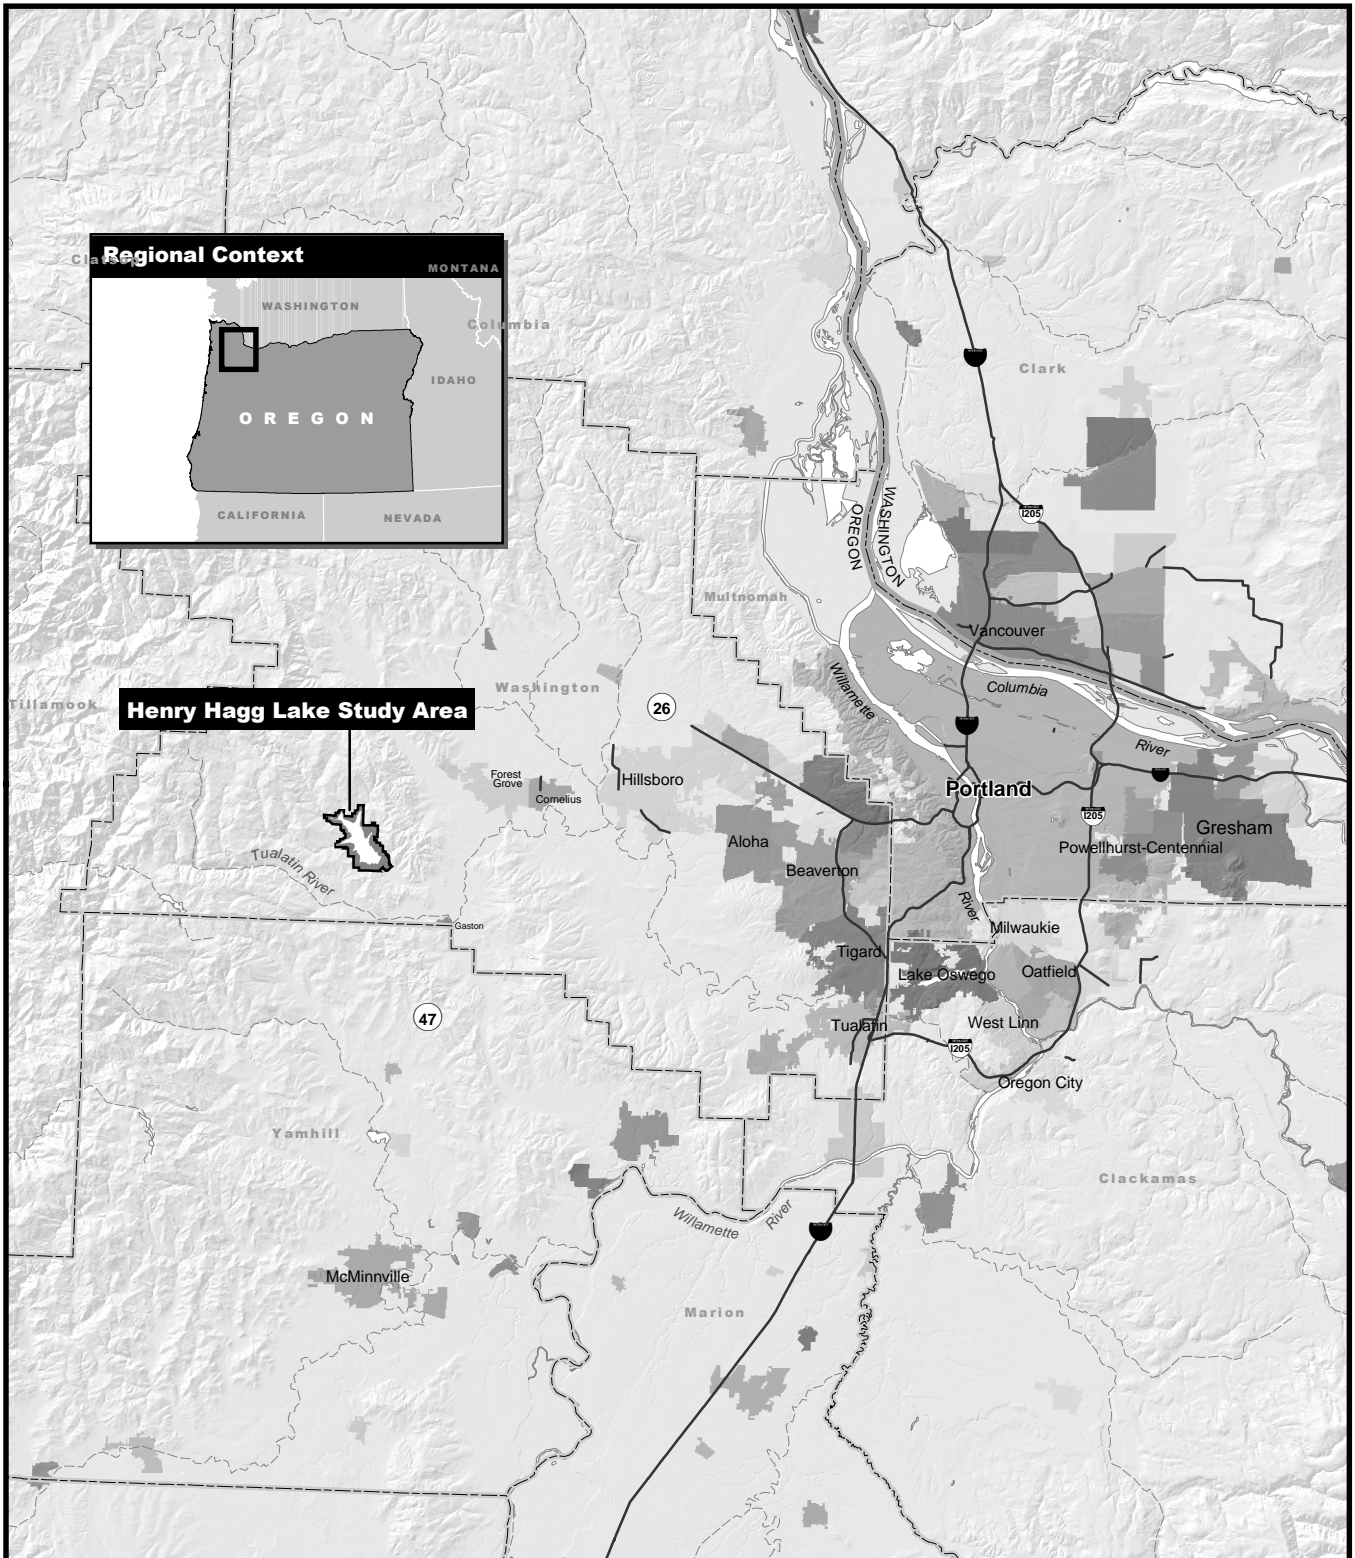 Regional Context
Clatsop
MONTANA
WASHINGTON
Columbia
IDAHO
OREGON
CALIFORNIA
NEVADA
Clark
I205
WASHINGTON
OREGON
Multnomah
Vancouver
Willamette
Columbia
River
Washington
Tillamook
Henry Hagg Lake Study Area
26
Forest
Grove
Cornelius
Hillsboro
Portland
I205
Gresham
Powellhurst-Centennial
Aloha
Beaverton
Tualatin River
Gaston
River
Milwaukie
Tigard
Lake Oswego
Oatfield
47
Tualatin
West Linn
I205
Oregon City
Yamhill
Clackamas
Willamette
River
McMinnville
Marion